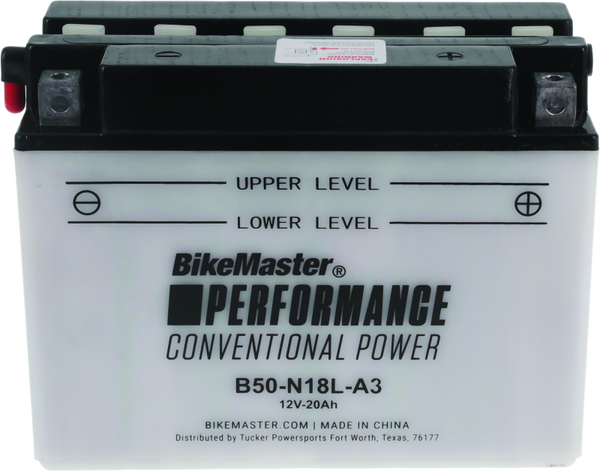 UPPER LEVEL
LOWER LEVEL
BikeMaster®
PERFORMANCE
CONVENTIONAL POWER
B50-N18L-A3
12V-20Ah
BIKEMASTER.COM | MADE IN CHINA
Distributed by Tucker Powersports Fort Worth, Texas, 76177